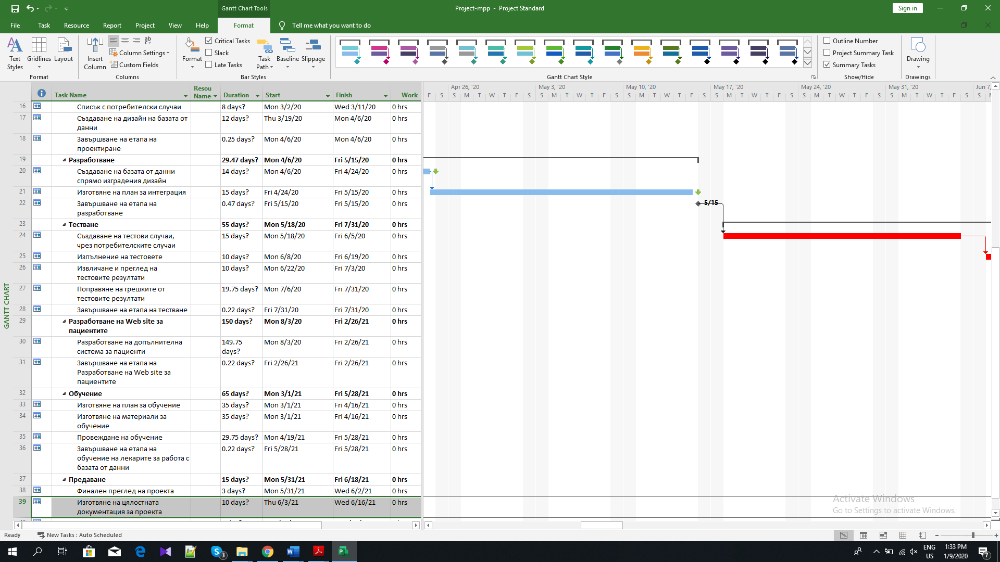 Gantt Chart Tools
Project-mpp - Project Standard
Sign in
File Task Resource Report Project View Help Format Tell me what you want to do
Text Styles
Gridlines
Layout
Format
Insert Column
ab
Column Settings
Custom Fields
Columns
Format
Critical Tasks
Slack
Late Tasks
Task Path
Baseline
Slippage
Bar Styles
Gantt Chart Style
Outline Number
Project Summary Task
Summary Tasks
Show/Hide
Drawing
Drawings
Task Name Resou Name Duration Start Finish Work
Apr 26, '20 May 3, '20 May 10, '20 May 17, '20 May 24, '20 May 31, '20 Jun 7,
F S S M T W T F S S M T W T F S S M T W T F S S M T W T F S S M T W T F S S M T W T F S S
16 Списък с потребителски случаи 8 days? Mon 3/2/20 Wed 3/11/20 0 hrs
17 Създаване на дизайн на базата от 12 days? Thu 3/19/20 Mon 4/6/20 0 hrs
данни
18 Завършване на етапа на 0.25 days? Mon 4/6/20 Mon 4/6/20 0 hrs
проектиране
19 Разработване 29.47 days? Mon 4/6/20 Fri 5/15/20 0 hrs
20 Създаване на базата от данни 14 days? Mon 4/6/20 Fri 4/24/20 0 hrs
спрямо изградения дизайн
21 Изготвяне на план за интеграция 15 days? Fri 4/24/20 Fri 5/15/20 0 hrs
22 Завършване на етапа на 0.47 days? Fri 5/15/20 Fri 5/15/20 0 hrs 5/15
разработване
23 Тестване 55 days? Mon 5/18/20 Fri 7/31/20 0 hrs
24 Създаване на тестови случаи, 15 days? Mon 5/18/20 Fri 6/5/20 0 hrs
чрез потребителските случаи
25 Изпълнение на тестовете 10 days? Mon 6/8/20 Fri 6/19/20 0 hrs
26 Извличане и преглед на 10 days? Mon 6/22/20 Fri 7/3/20 0 hrs
тестовите резултати
27 Поправяне на грешките от 19.75 days? Mon 7/6/20 Fri 7/31/20 0 hrs
тестовите резултати
28 Завършване на етапа на тестване 0.22 days? Fri 7/31/20 Fri 7/31/20 0 hrs
29 Разработване на Web site за 150 days? Mon 8/3/20 Fri 2/26/21 0 hrs
пациентите
30 Разработване на допълнителна 149.75 Mon 8/3/20 Fri 2/26/21 0 hrs
система за пациенти days?
31 Завършване на етапа на 0.22 days? Fri 2/26/21 Fri 2/26/21 0 hrs
Разработване на Web site за
пациентите
32 Обучение 65 days? Mon 3/1/21 Fri 5/28/21 0 hrs
33 Изготвяне на план за обучение 35 days? Mon 3/1/21 Fri 4/16/21 0 hrs
34 Изготвяне на материали за 35 days? Mon 3/1/21 Fri 4/16/21 0 hrs
обучение
35 Провеждане на обучение 29.75 days? Mon 4/19/21 Fri 5/28/21 0 hrs
36 Завършване на етапа на 0.22 days? Fri 5/28/21 Fri 5/28/21 0 hrs
обучение на лекарите за работа с
базата от данни
37 Предаване 15 days? Mon 5/31/21 Fri 6/18/21 0 hrs
38 Финален преглед на проекта 3 days? Mon 5/31/21 Wed 6/2/21 0 hrs
39 Изготвяне на цялостната 10 days? Thu 6/3/21 Wed 6/16/21 0 hrs
документация за проекта
GANTT CHART
Activate Windows
Go to Settings to activate Windows.
Ready New Tasks : Auto Scheduled
3
ENG
US
1:33 PM
1/9/2020
7